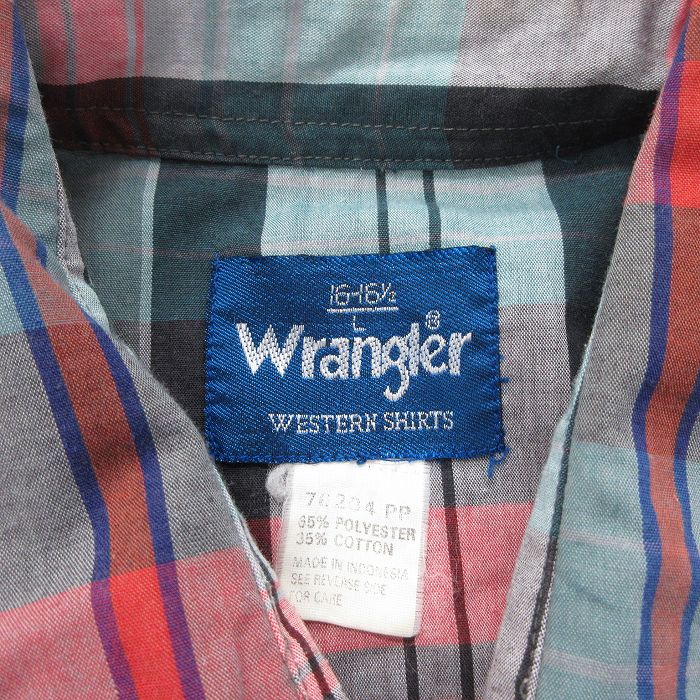 16-16½
L
Wrangler®
WESTERN SHIRTS
76204 PP
65% POLYESTER
35% COTTON
MADE IN INDONESIA
SEE REVERSE SIDE
FOR CARE